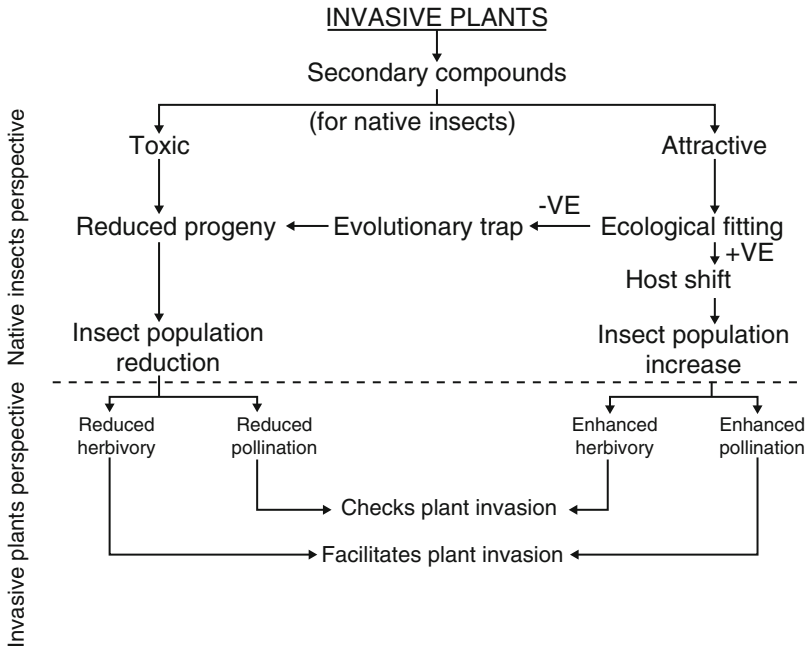 INVASIVE PLANTS
Secondary compounds
(for native insects)
Toxic
Attractive
-VE
Reduced progeny
Evolutionary trap
Ecological fitting
+VE
Host shift
Insect population
reduction
Insect population
increase
Reduced
herbivory
Reduced
pollination
Enhanced
herbivory
Enhanced
pollination
Checks plant invasion
Facilitates plant invasion
Native insects perspective
Invasive plants perspective